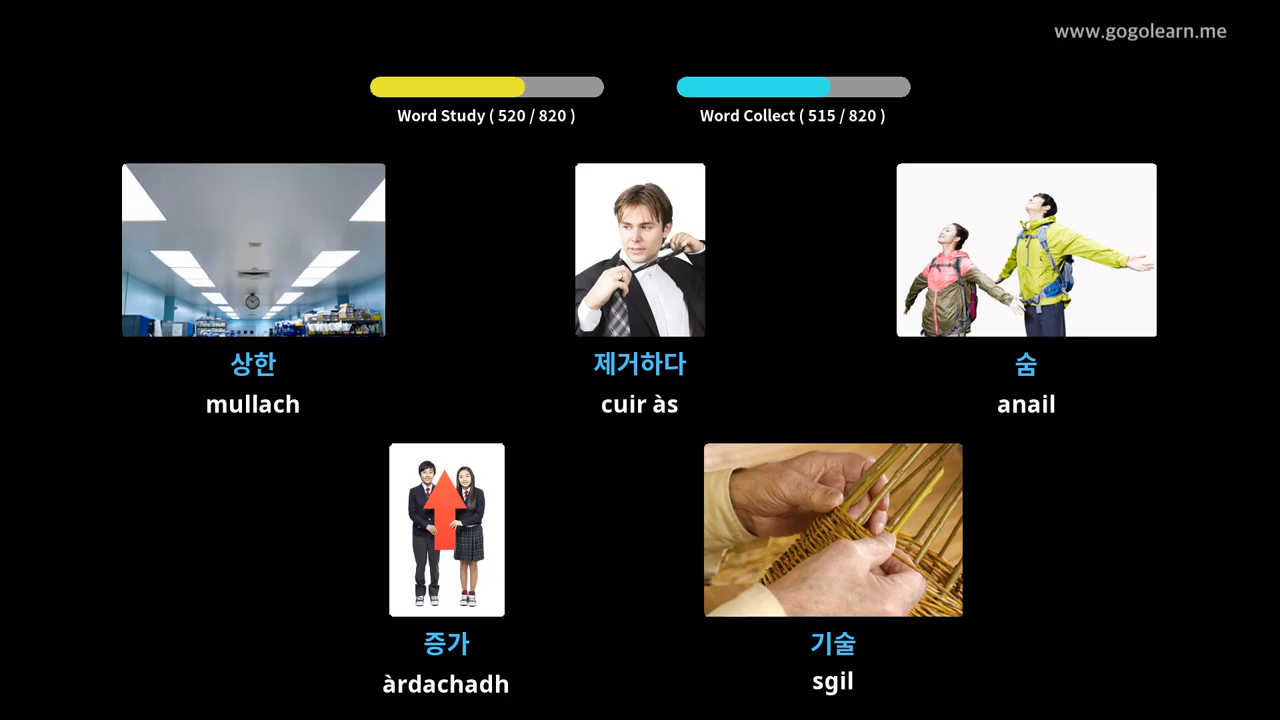 www.gogolearn.me
Word Study ( 520 / 820 )
Word Collect ( 515 / 820 )
상한
mullach
제거하다
cuir às
숨
anail
증가
àrdachadh
기술
sgil